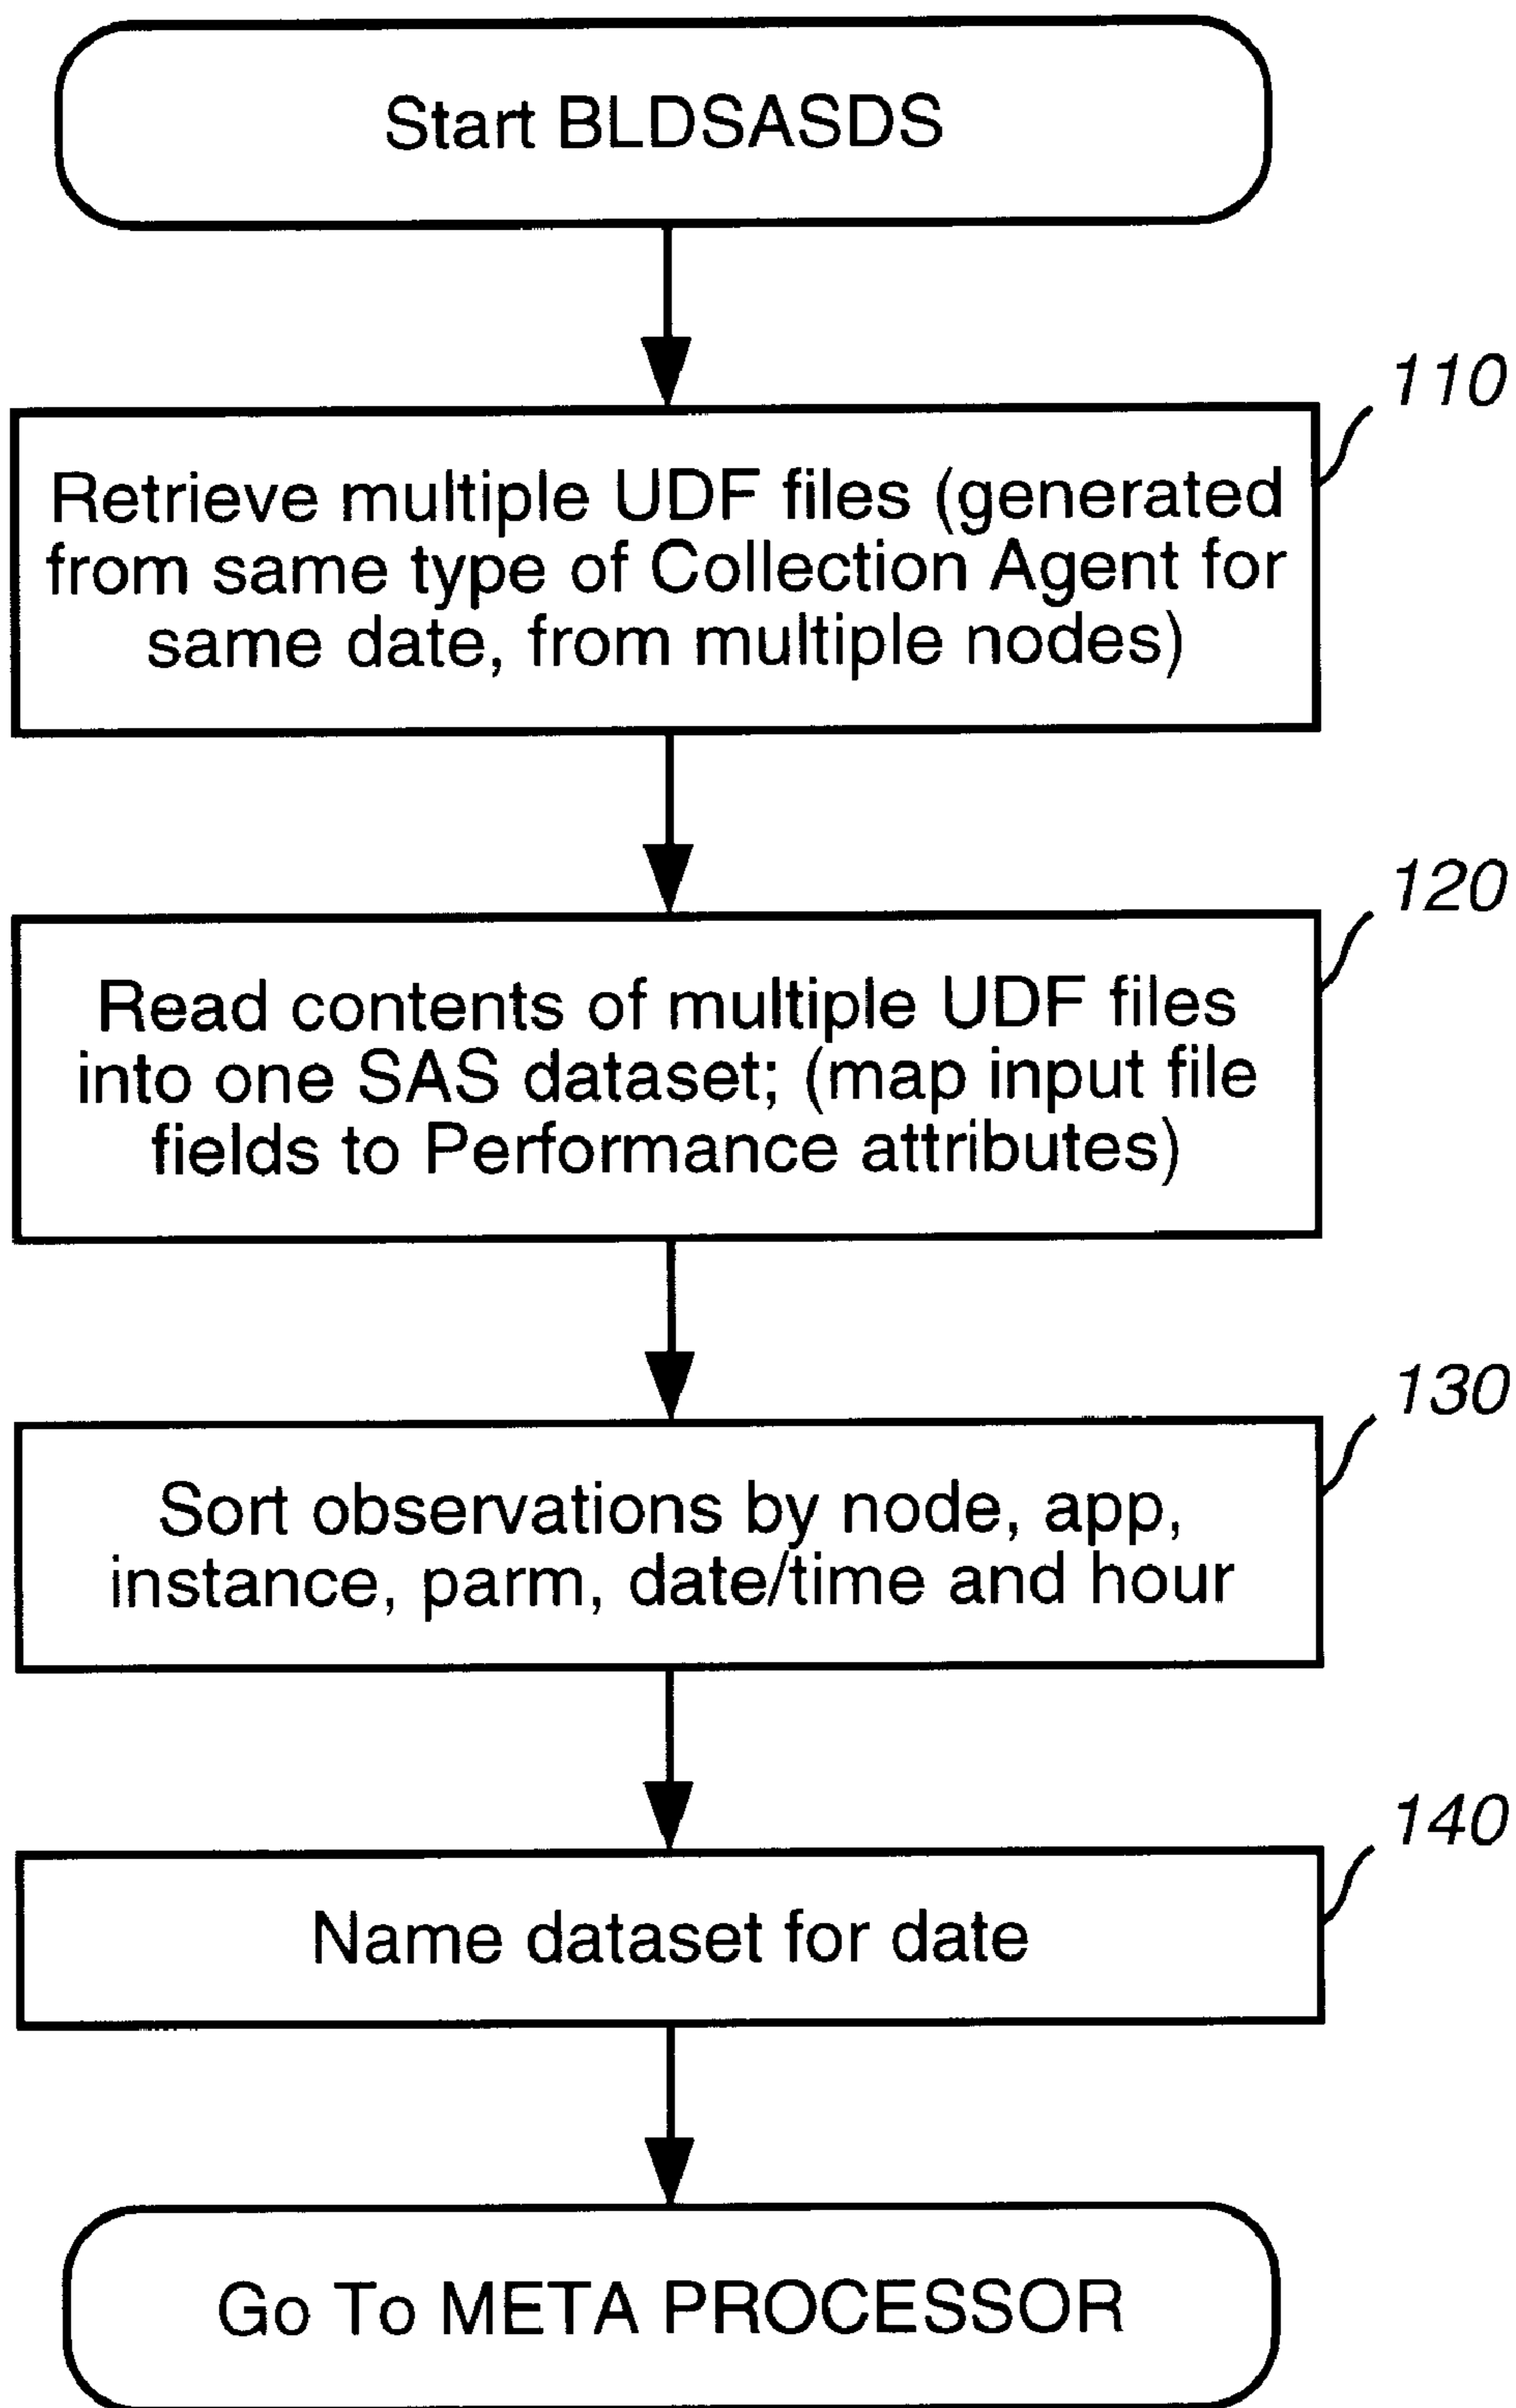 Start BLDSASDS
110
Retrieve multiple UDF files (generated
from same type of Collection Agent for
same date, from multiple nodes)
120
Read contents of multiple UDF files
into one SAS dataset; (map input file
fields to Performance attributes)
130
Sort observations by node, app,
instance, parm, date/time and hour
140
Name dataset for date
Go To META PROCESSOR